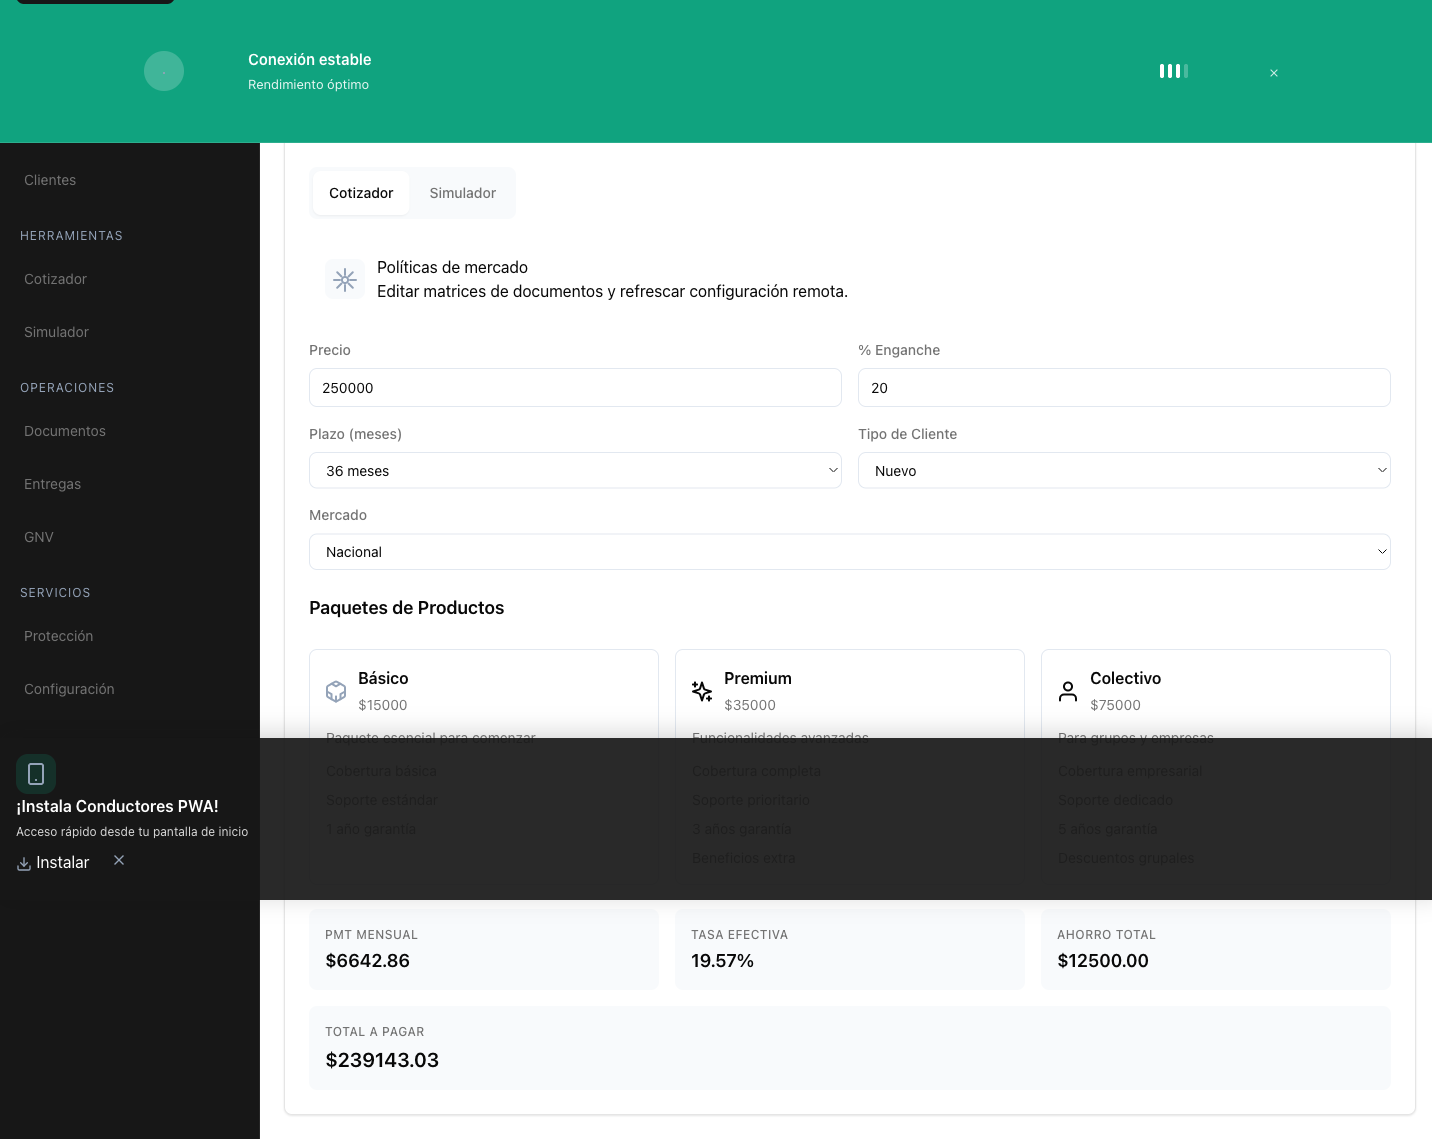 Conexión estable
Rendimiento óptimo
Clientes
HERRAMIENTAS
Cotizador
Simulador
OPERACIONES
Documentos
Entregas
GNV
SERVICIOS
Protección
Configuración
¡Instala Conductores PWA!
Acceso rápido desde tu pantalla de inicio
Instalar
Cotizador
Simulador
Políticas de mercado
Editar matrices de documentos y refrescar configuración remota.
Precio
250000
% Enganche
20
Plazo (meses)
36 meses
Tipo de Cliente
Nuevo
Mercado
Nacional
Paquetes de Productos
Básico
$15000
Paquete esencial para comenzar
Cobertura básica
Soporte estándar
1 año garantía
Premium
$35000
Funcionalidades avanzadas
Cobertura completa
Soporte prioritario
3 años garantía
Beneficios extra
Colectivo
$75000
Para grupos y empresas
Cobertura empresarial
Soporte dedicado
5 años garantía
Descuentos grupales
PMT MENSUAL
$6642.86
TASA EFECTIVA
19.57%
AHORRO TOTAL
$12500.00
TOTAL A PAGAR
$239143.03